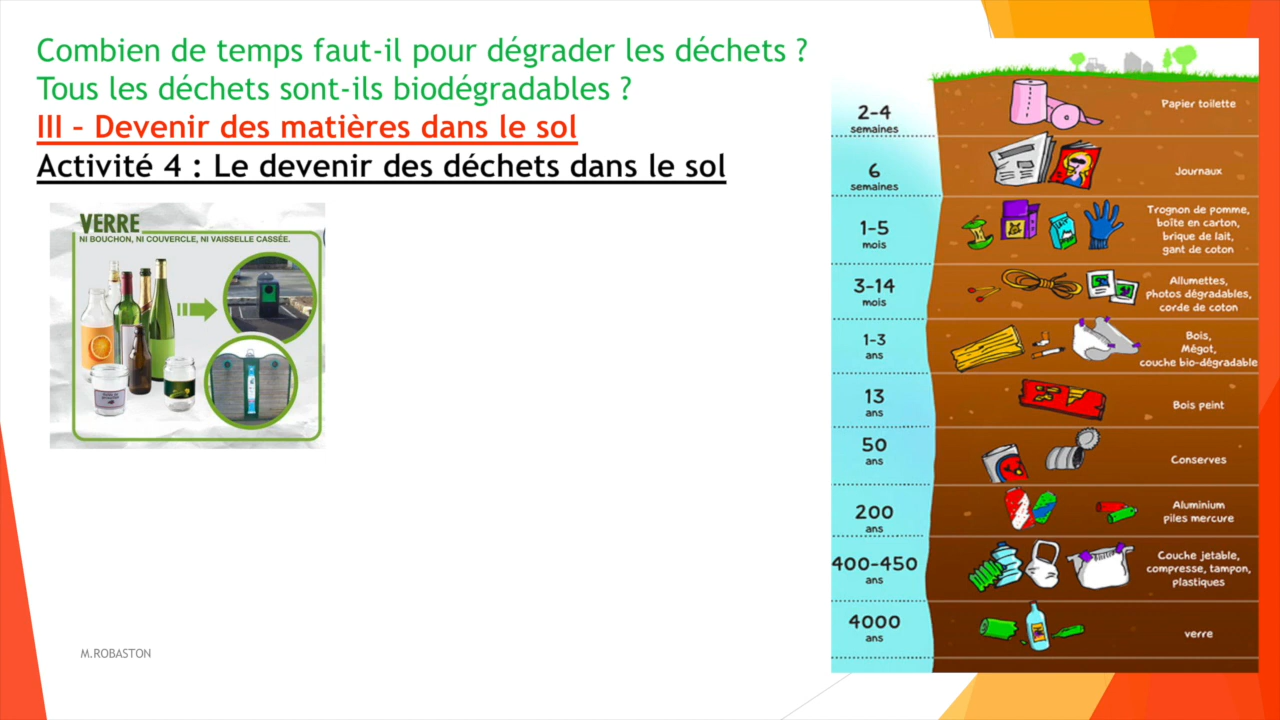 Combien de temps faut-il pour dégrader les déchets ?
Tous les déchets sont-ils biodégradables ?
III – Devenir des matières dans le sol
Activité 4 : Le devenir des déchets dans le sol
VERRE
NI BOUCHON, NI COUVERCLE, NI VAISSELLE CASSÉE.
2-4
semaines
Papier toilette
6
semaines
Journaux
1-5
mois
Trognon de pomme,
boîte en carton,
brique de lait,
gant de coton
3-14
mois
Allumettes,
photos dégradables,
corde de coton
1-3
ans
Bois,
Mégot,
couche bio-dégradable
13
ans
Bois peint
50
ans
Conserves
200
ans
Aluminium
piles mercure
400-450
ans
Couche jetable,
compresse, tampon,
plastiques
4000
ans
verre
M.ROBASTON